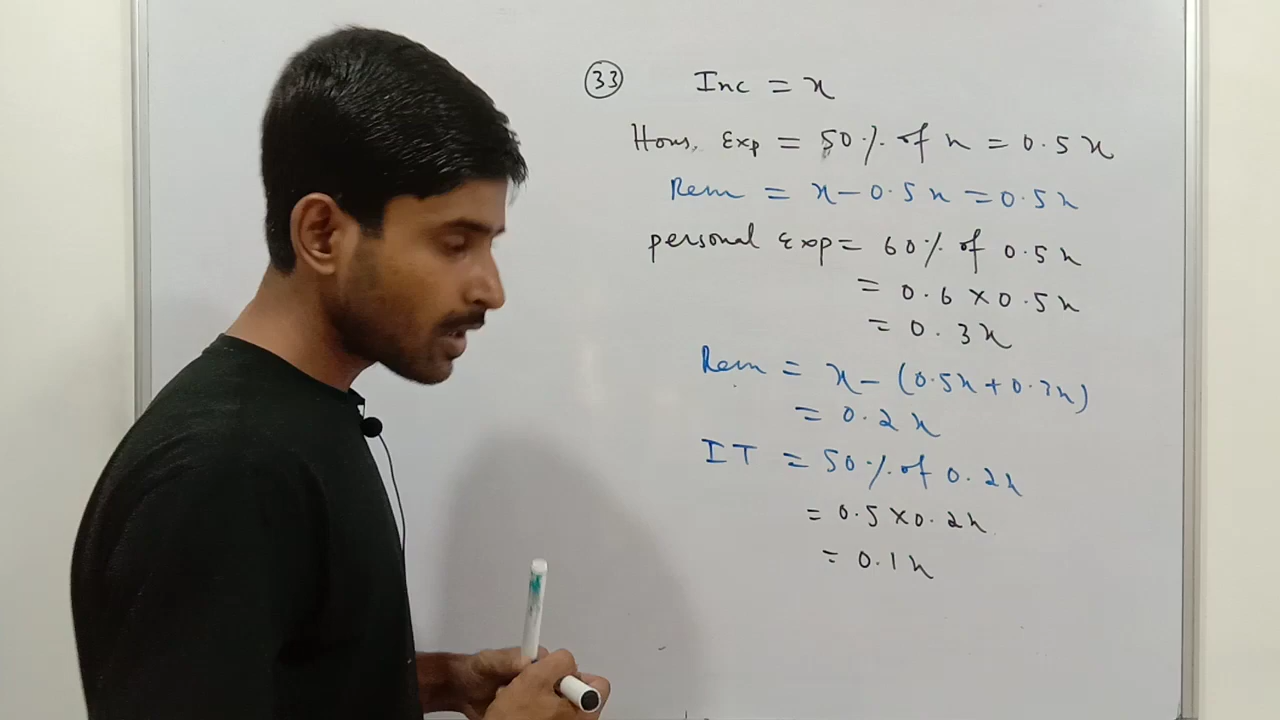 33 Inc = x
Hous. Exp = 50% of x = 0.5x
Rem = x - 0.5x = 0.5x
personal Exp = 60% of 0.5x
= 0.6 × 0.5x
= 0.3x
Rem = x - (0.5x + 0.3x)
= 0.2x
IT = 50% of 0.2x
= 0.5 × 0.2x
= 0.1x